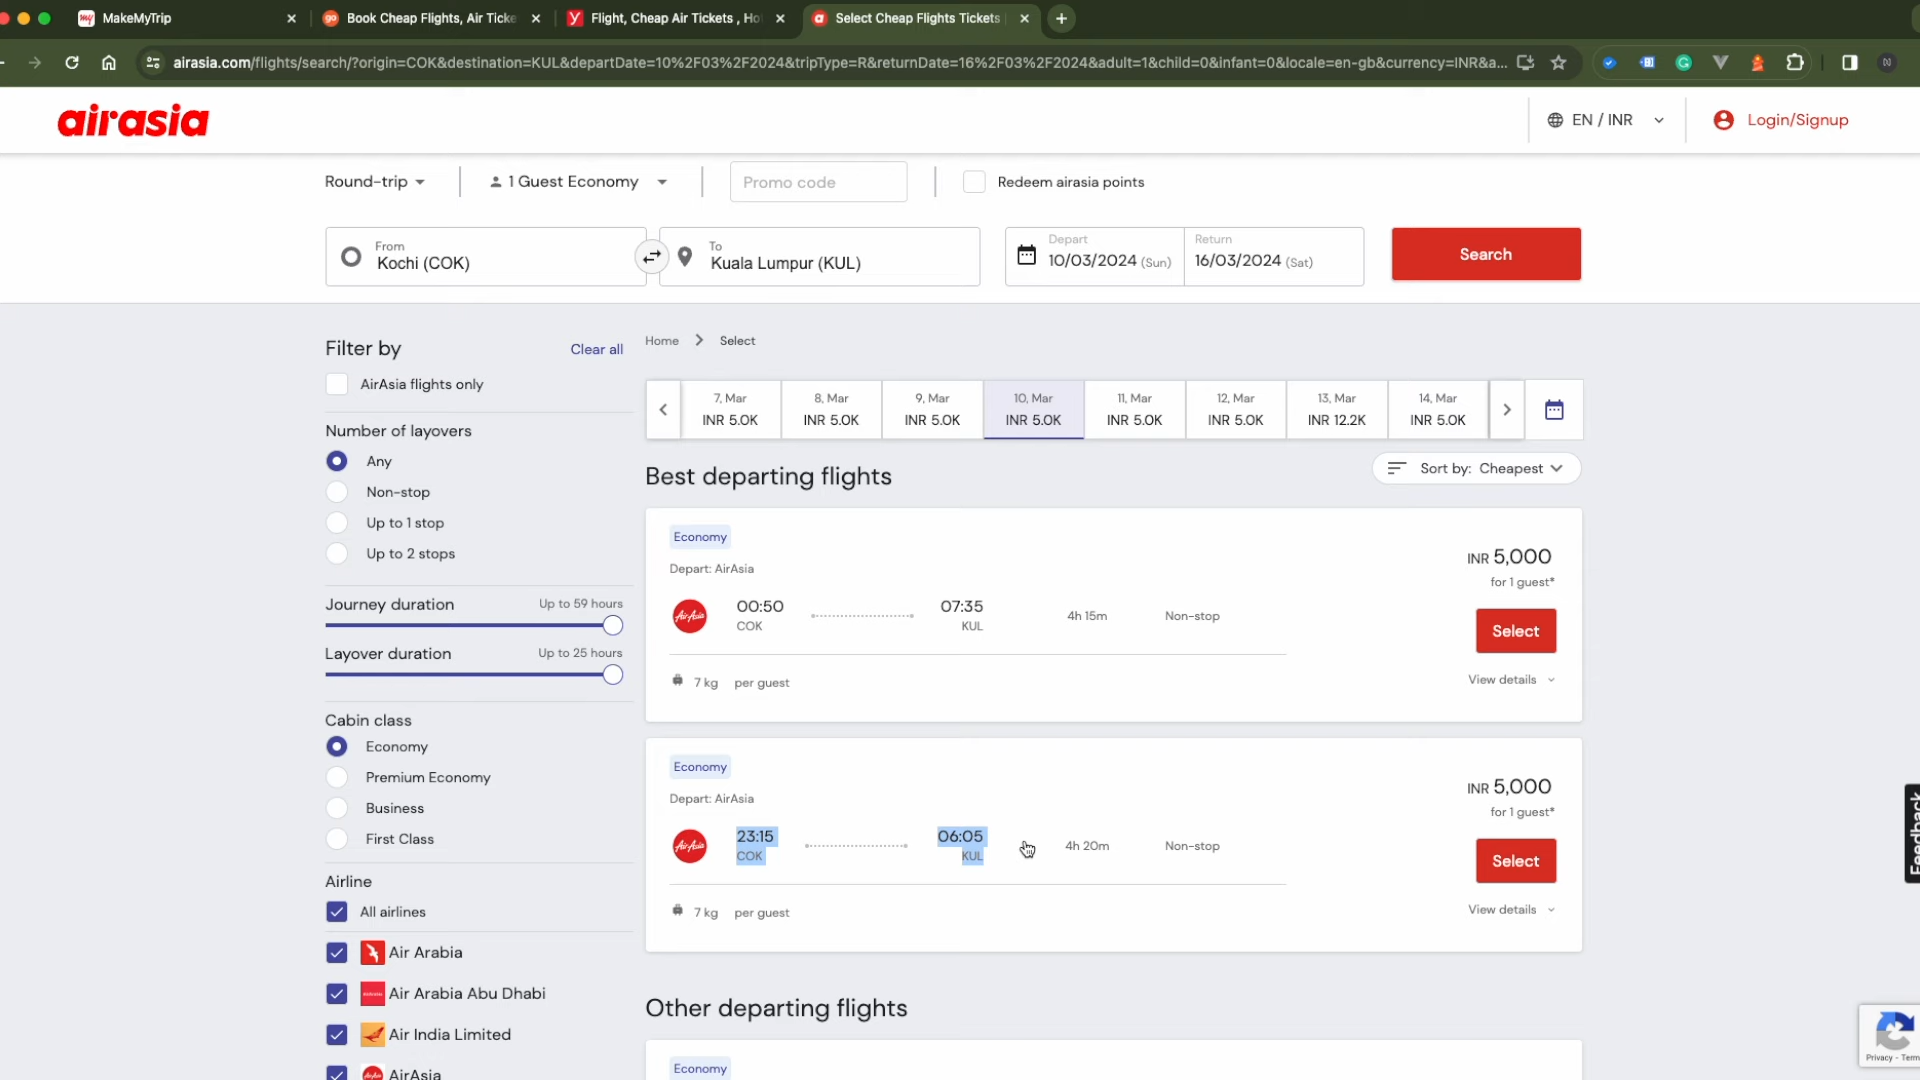 MakeMyTrip
Book Cheap Flights, Air Ticke
Flight, Cheap Air Tickets , Ho
Select Cheap Flights Tickets
airasia.com/flights/search/?origin=COK&destination=KUL&departDate=10%2F03%2F2024&tripType=R&returnDate=16%2F03%2F2024&adult=1&child=0&infant=0&locale=en-gb&currency=INR&a...
airasia
EN / INR
Login/Signup
Round-trip
1 Guest Economy
Promo code
Redeem airasia points
From
Kochi (COK)
To
Kuala Lumpur (KUL)
Depart
10/03/2024 (Sun)
Return
16/03/2024 (Sat)
Search
Filter by
Clear all
AirAsia flights only
Number of layovers
Any
Non-stop
Up to 1 stop
Up to 2 stops
Journey duration
Up to 59 hours
Layover duration
Up to 25 hours
Cabin class
Economy
Premium Economy
Business
First Class
Airline
All airlines
Air Arabia
Air Arabia Abu Dhabi
Air India Limited
AirAsia
Home > Select
7, Mar
INR 5.0K
8, Mar
INR 5.0K
9, Mar
INR 5.0K
10, Mar
INR 5.0K
11, Mar
INR 5.0K
12, Mar
INR 5.0K
13, Mar
INR 12.2K
14, Mar
INR 5.0K
Best departing flights
Sort by: Cheapest
Economy
Depart: AirAsia
AirAsia
00:50
COK
07:35
KUL
4h 15m
Non-stop
7 kg per guest
INR 5,000
for 1 guest*
Select
View details
Economy
Depart: AirAsia
AirAsia
23:15
COK
06:05
KUL
4h 20m
Non-stop
7 kg per guest
INR 5,000
for 1 guest*
Select
View details
Other departing flights
Economy
Feedback
Privacy - Term